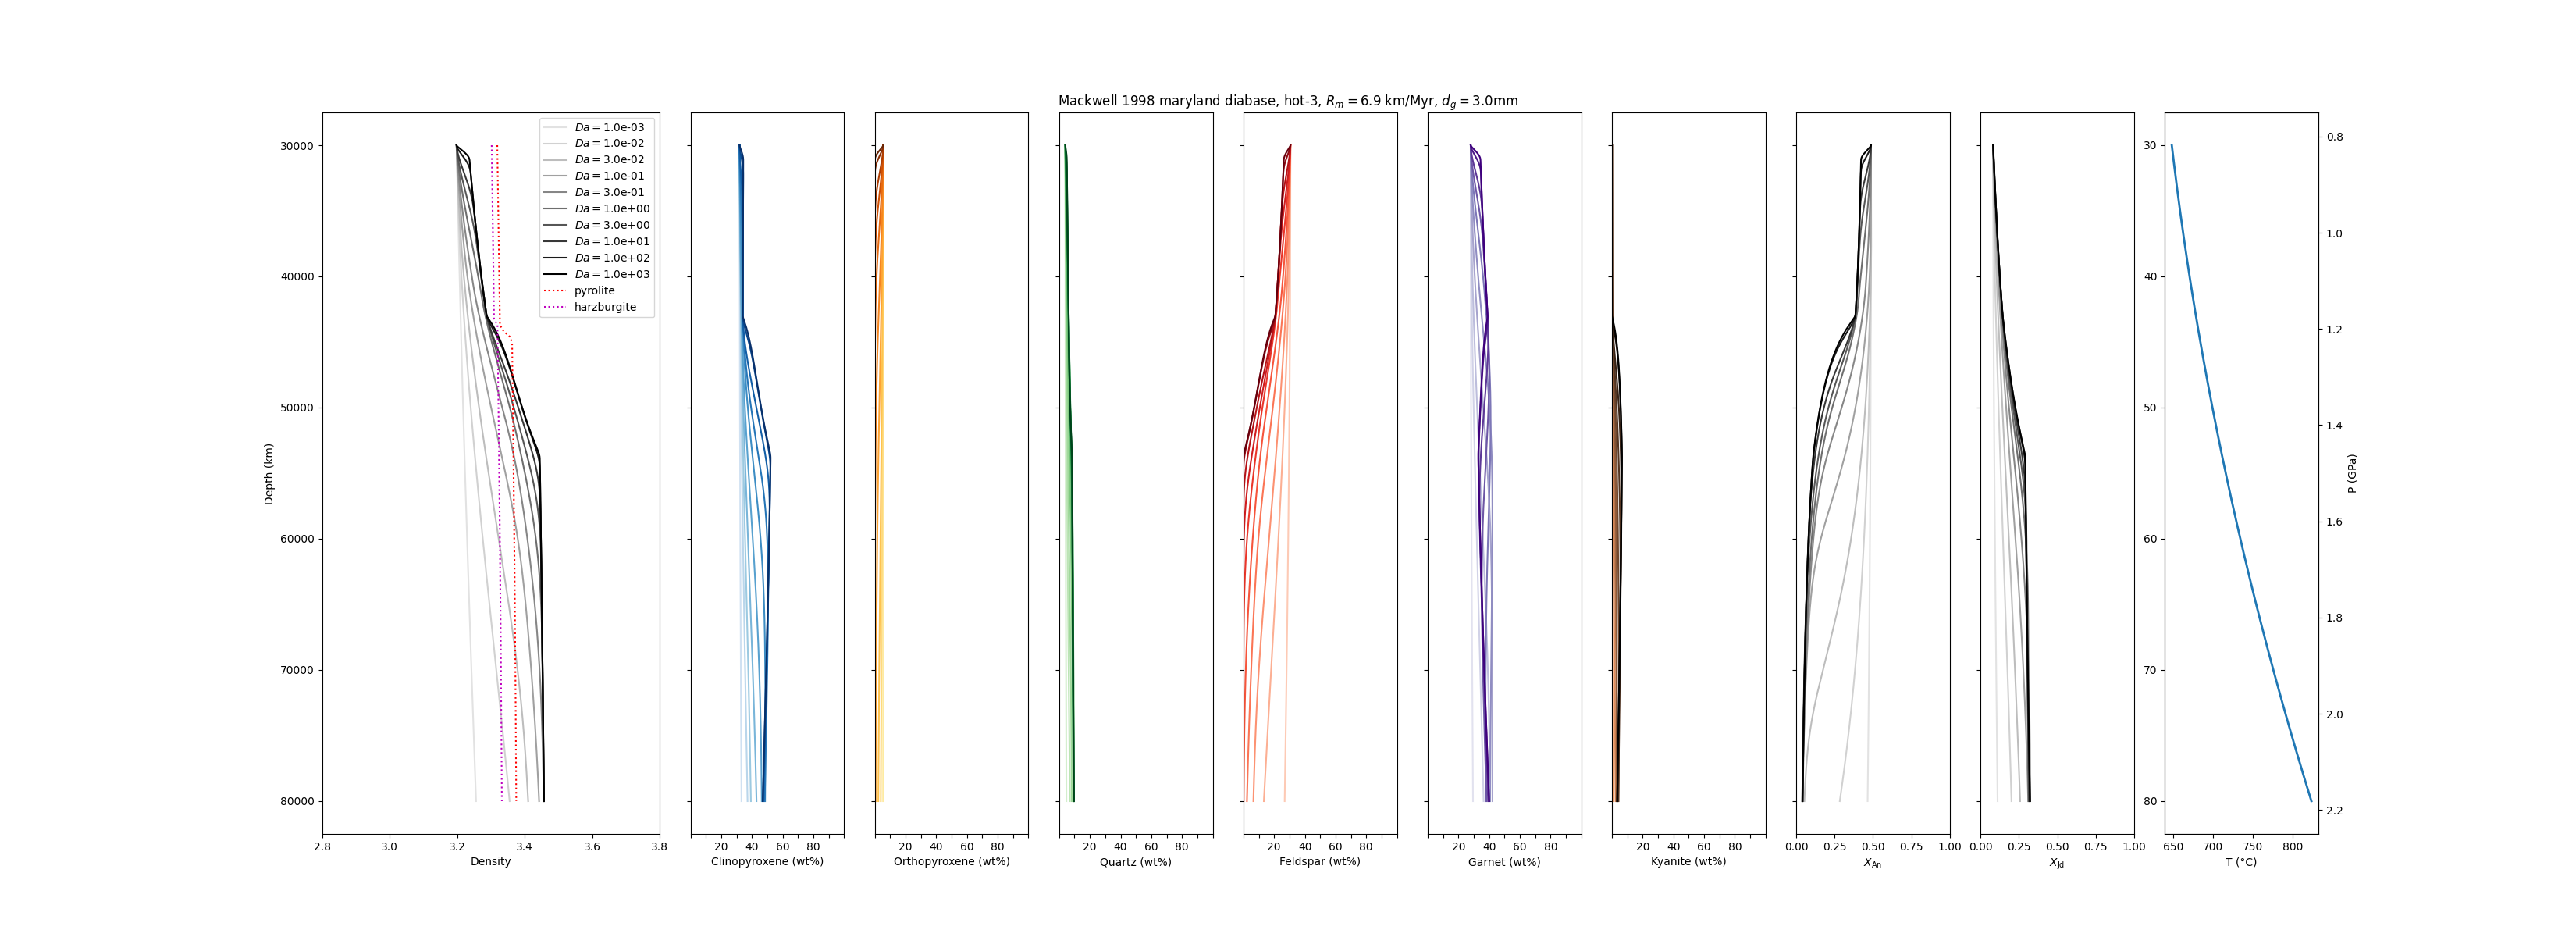 Mackwell 1998 maryland diabase, hot-3, R_m = 6.9 km/Myr, d_g = 3.0mm
Da = 1.0e-03
Da = 1.0e-02
Da = 3.0e-02
Da = 1.0e-01
Da = 3.0e-01
Da = 1.0e+00
Da = 3.0e+00
Da = 1.0e+01
Da = 1.0e+02
Da = 1.0e+03
pyrolite
harzburgite
Depth (km)
30000
40000
50000
60000
70000
80000
2.8 3.0 3.2 3.4 3.6 3.8
Density
20 40 60 80
Clinopyroxene (wt%)
20 40 60 80
Orthopyroxene (wt%)
20 40 60 80
Quartz (wt%)
20 40 60 80
Feldspar (wt%)
20 40 60 80
Garnet (wt%)
20 40 60 80
Kyanite (wt%)
0.00 0.25 0.50 0.75 1.00
X_An
0.00 0.25 0.50 0.75 1.00
X_Jd
30
40
50
60
70
80
650 700 750 800
T (°C)
0.8
1.0
1.2
1.4
1.6
1.8
2.0
2.2
P (GPa)